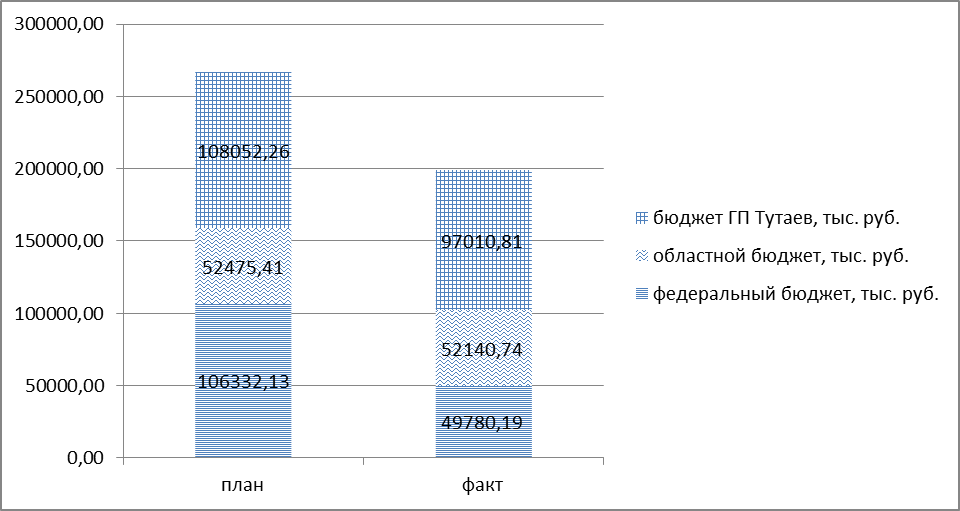 300000,00
250000,00
200000,00
150000,00
100000,00
50000,00
0,00
108052,26
52475,41
106332,13
97010,81
52140,74
49780,19
план
факт
бюджет ГП Тутаев, тыс. руб.
областной бюджет, тыс. руб.
федеральный бюджет, тыс. руб.